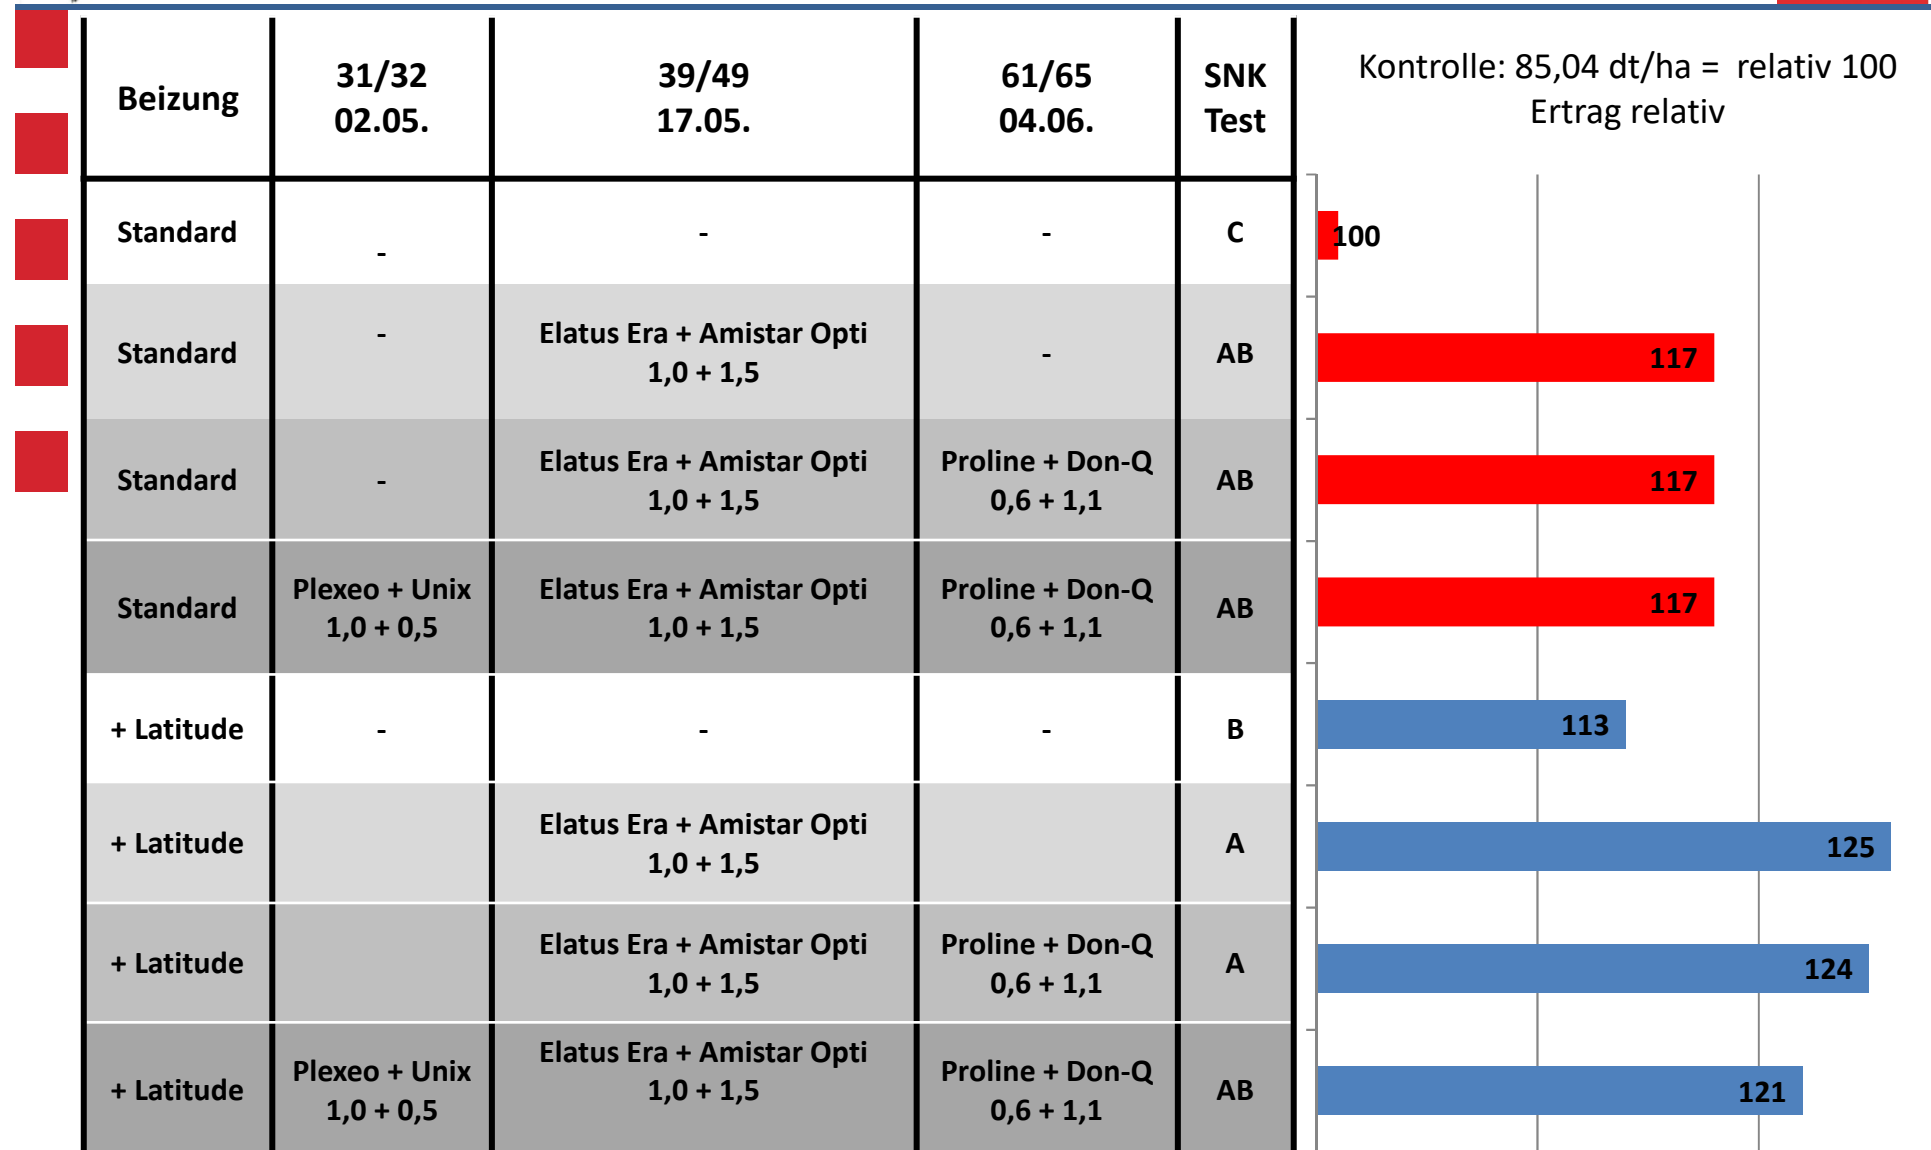 Beizung
31/32
02.05.
39/49
17.05.
61/65
04.06.
SNK
Test
Kontrolle: 85,04 dt/ha = relativ 100
Ertrag relativ
Standard
-
-
-
C
100
Standard
-
Elatus Era + Amistar Opti
1,0 + 1,5
-
AB
117
Standard
-
Elatus Era + Amistar Opti
1,0 + 1,5
Proline + Don-Q
0,6 + 1,1
AB
117
Standard
Plexeo + Unix
1,0 + 0,5
Elatus Era + Amistar Opti
1,0 + 1,5
Proline + Don-Q
0,6 + 1,1
AB
117
+ Latitude
-
-
-
B
113
+ Latitude
Elatus Era + Amistar Opti
1,0 + 1,5
A
125
+ Latitude
Elatus Era + Amistar Opti
1,0 + 1,5
Proline + Don-Q
0,6 + 1,1
A
124
+ Latitude
Plexeo + Unix
1,0 + 0,5
Elatus Era + Amistar Opti
1,0 + 1,5
Proline + Don-Q
0,6 + 1,1
AB
121